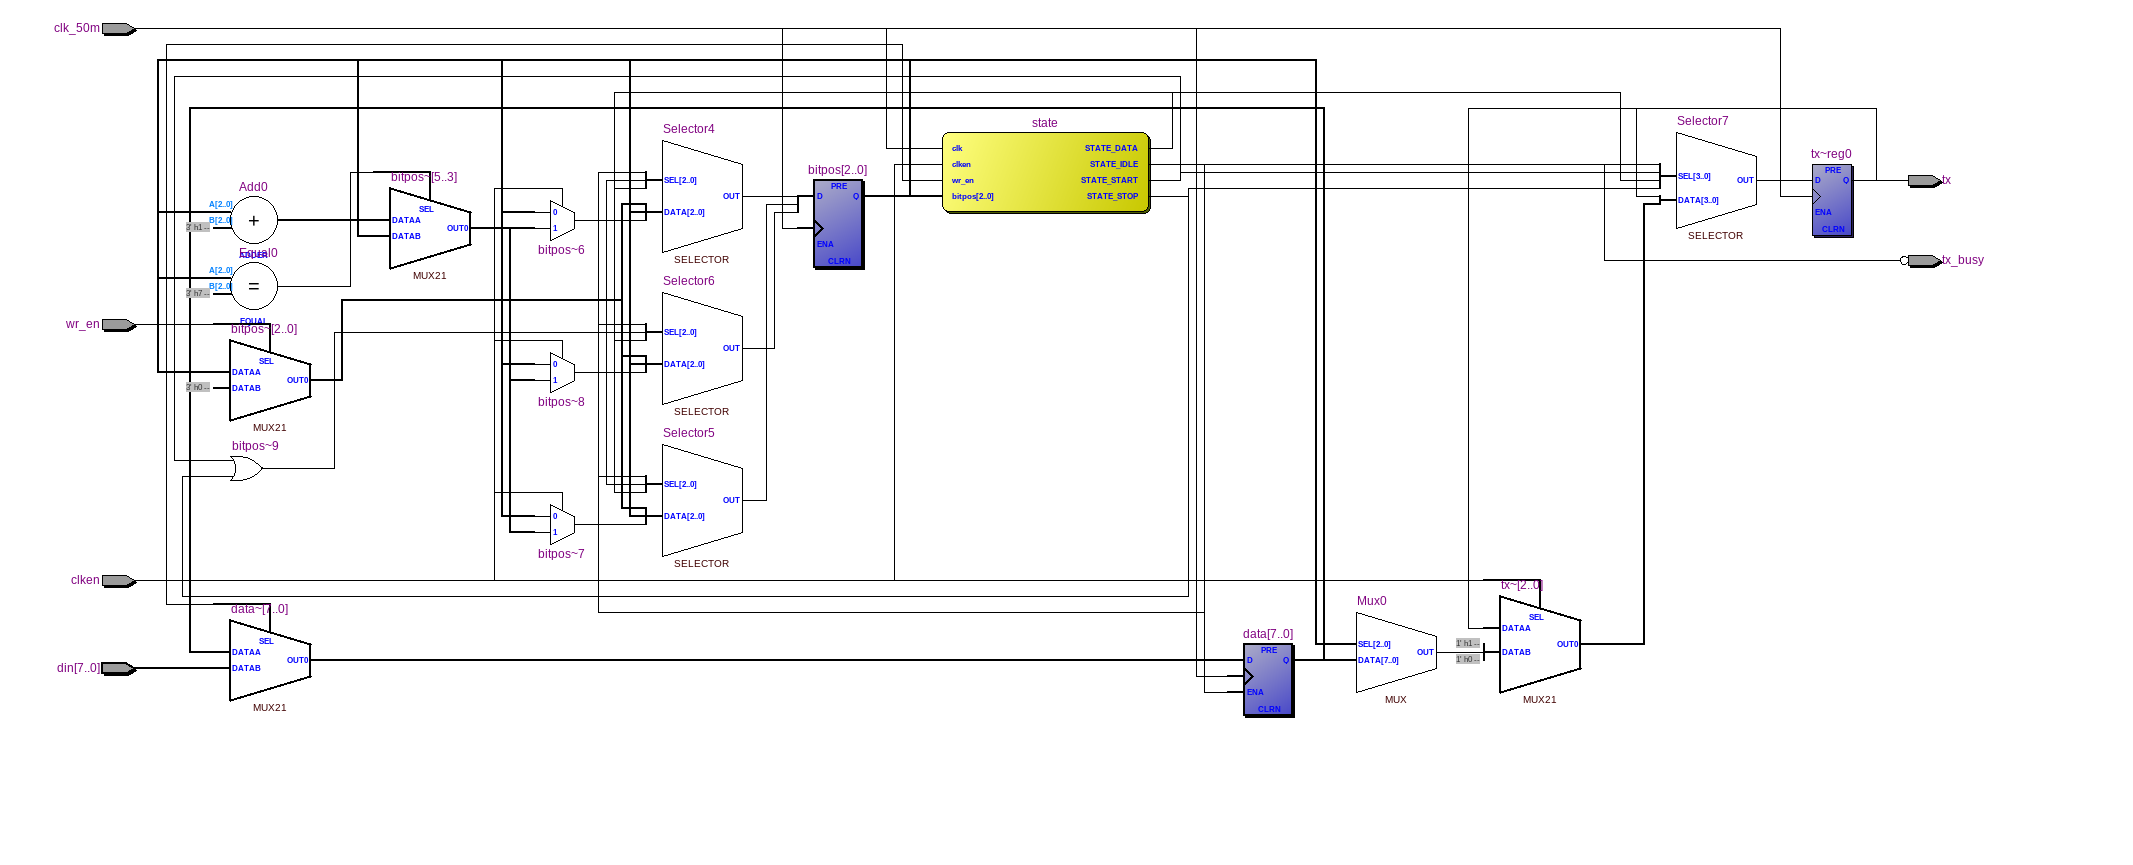 clk_50m
Add0
A[2..0]
B[2..0]
3' h1 --
+
ADDER
Equal0
A[2..0]
B[2..0]
3' h7 --
=
EQUAL
wr_en
bitpos~[2..0]
SEL
DATAA
3' h0 --
DATAB
OUT0
MUX21
bitpos~9
clken
data~[7..0]
SEL
DATAA
DATAB
OUT0
MUX21
din[7..0]
bitpos~[5..3]
SEL
DATAA
DATAB
OUT0
MUX21
0
1
bitpos~6
0
1
bitpos~8
0
1
bitpos~7
Selector4
SEL[2..0]
OUT
DATA[2..0]
SELECTOR
Selector6
SEL[2..0]
OUT
DATA[2..0]
SELECTOR
Selector5
SEL[2..0]
OUT
DATA[2..0]
SELECTOR
bitpos[2..0]
PRE
D
Q
ENA
CLRN
state
clk
STATE_DATA
clken
STATE_IDLE
wr_en
STATE_START
bitpos[2..0]
STATE_STOP
data[7..0]
PRE
D
Q
ENA
CLRN
Mux0
SEL[2..0]
OUT
DATA[7..0]
MUX
tx~[2..0]
SEL
DATAA
1' h1 --
DATAB
1' h0 --
OUT0
MUX21
Selector7
SEL[3..0]
OUT
DATA[3..0]
SELECTOR
tx~reg0
PRE
D
Q
ENA
CLRN
tx
tx_busy